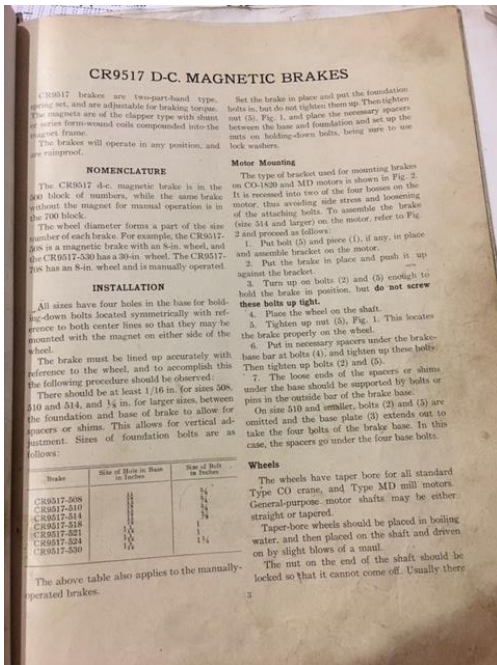 CR9517 D-C. MAGNETIC BRAKES
CR9517 brakes are two-part-band type,
spring set, and are adjustable for braking torque.
The magnets are of the clapper type with shunt
or series form-wound coils compounded into the
magnet frame.
The brakes will operate in any position, and
are rainproof.
NOMENCLATURE
The CR9517 d-c. magnetic brake is in the
500 block of numbers, while the same brake
without the magnet for manual operation is in
the 700 block.
The wheel diameter forms a part of the size
number of each brake. For example, the CR9517-
508 is a magnetic brake with an 8-in. wheel, and
the CR9517-530 has a 30-in. wheel. The CR9517-
708 has an 8-in. wheel and is manually operated.
INSTALLATION
All sizes have four holes in the base for hold-
ing-down bolts located symmetrically with ref-
erence to both center lines so that they may be
mounted with the magnet on either side of the
wheel.
The brake must be lined up accurately with
reference to the wheel, and to accomplish this
the following procedure should be observed:
There should be at least 1/16 in. for sizes 508,
510 and 514, and 1/8 in. for larger sizes, between
the foundation and base of brake to allow for
spacers or shims. This allows for vertical ad-
justment. Sizes of foundation bolts are as
follows:
Brake
Size of Hole in Base
in Inches
Size of Bolt
in Inches
CR9517-508
CR9517-510
CR9517-514
CR9517-518
CR9517-521
CR9517-524
CR9517-530
The above table also applies to the manually-
operated brakes.
Set the brake in place and put the foundation
bolts in, but do not tighten them up. Then tighten
nut (5), Fig. 1, and place the necessary spacers
between the base and foundation and set up the
nuts on holding-down bolts, being sure to use
lock washers.
Motor Mounting
The type of bracket used for mounting brakes
on CO-1820 and MD motors is shown in Fig. 2.
It is recessed into two of the four bosses on the
motor, thus avoiding side stress and loosening
of the attaching bolts. To assemble the brake
(size 514 and larger) on the motor, refer to Fig.
2 and proceed as follows:
1. Put bolt (5) and piece (1), if any, in place
and assemble bracket on the motor.
2. Put the brake in place and push it up
against the bracket.
3. Turn up on bolts (2) and (5) enough to
hold the brake in position, but do not screw
these bolts up tight.
4. Place the wheel on the shaft.
5. Tighten up nut (5), Fig. 1. This locates
the brake properly on the wheel.
6. Put in necessary spacers under the brake-
base bar at bolts (4), and tighten up these bolts.
Then tighten up bolts (2) and (5).
7. The loose ends of the spacers or shims
under the base should be supported by bolts or
pins in the outside bar of the brake base.
On size 510 and smaller, bolts (2) and (5) are
omitted and the base plate (3) extends out to
take the four bolts of the brake base. In this
case, the spacers go under the four base bolts.
Wheels
The wheels have taper bore for all standard
Type CO crane, and Type MD mill motors.
General-purpose motor shafts may be either
straight or tapered.
Taper-bore wheels should be placed in boiling
water, and then placed on the shaft and driven
on by slight blows of a maul.
The nut on the end of the shaft should be
locked so that it cannot come off. Usually there
3